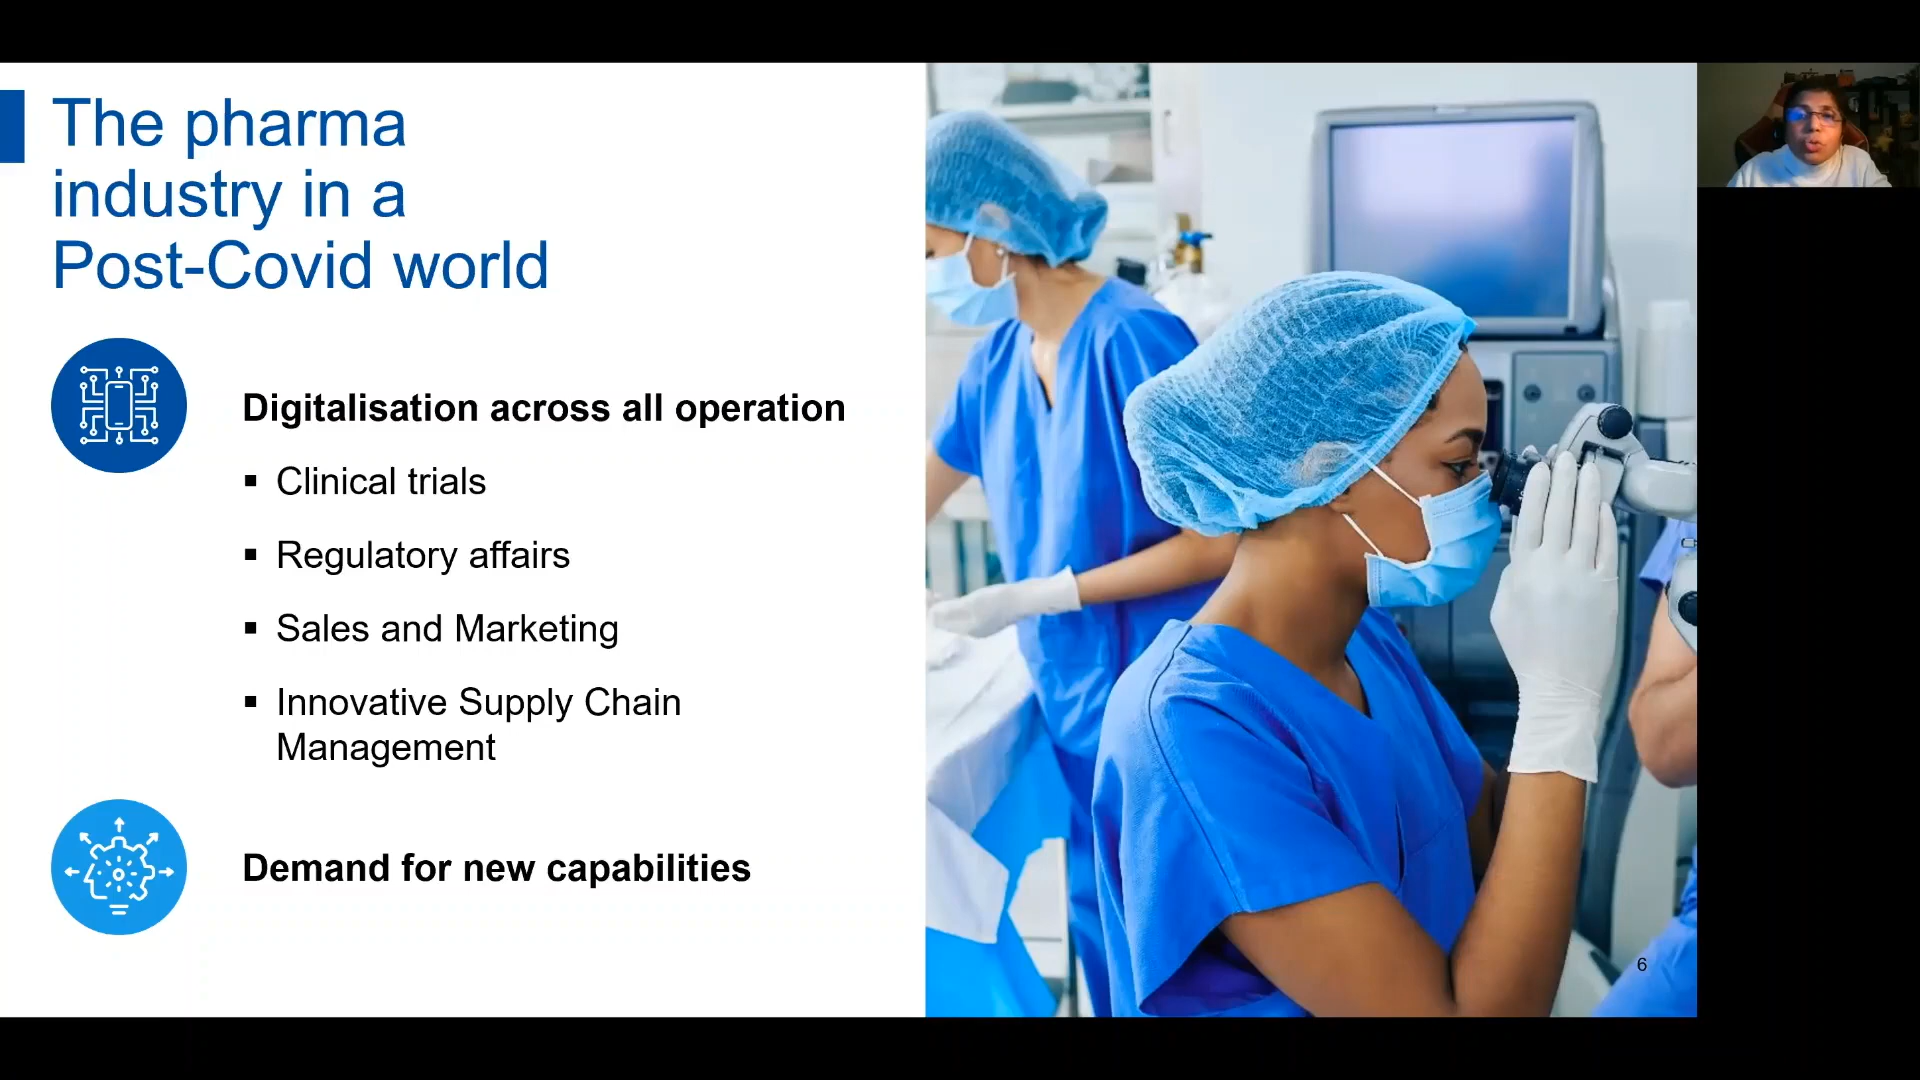 The pharma
industry in a
Post-Covid world
Digitalisation across all operation
▪ Clinical trials
▪ Regulatory affairs
▪ Sales and Marketing
▪ Innovative Supply Chain
Management
Demand for new capabilities
6